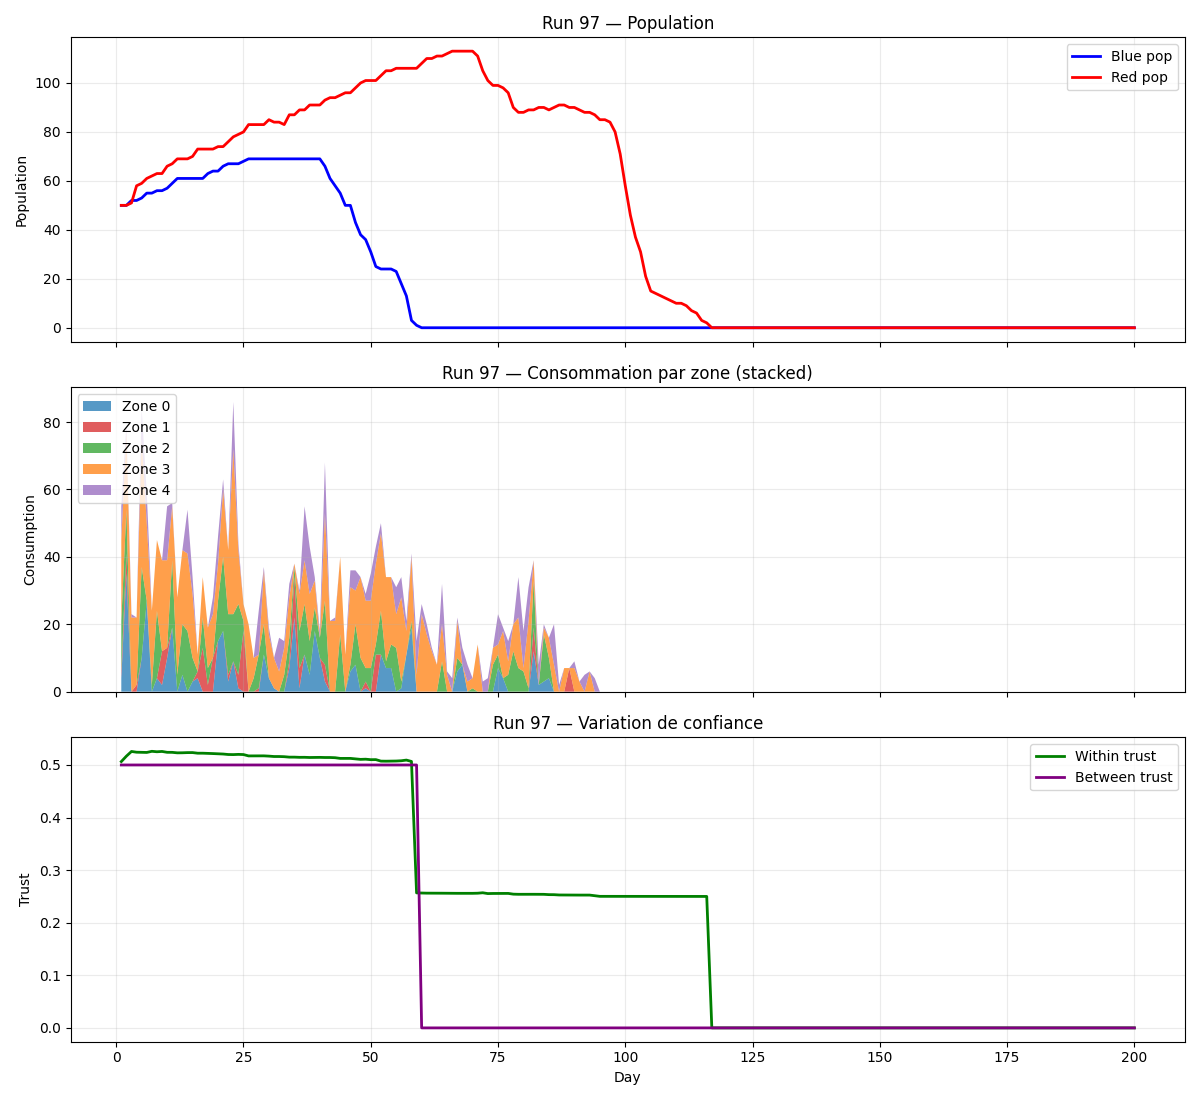 Run 97 — Population
Population
100
80
60
40
20
0
Blue pop
Red pop
Run 97 — Consommation par zone (stacked)
Consumption
80
60
40
20
0
Zone 0
Zone 1
Zone 2
Zone 3
Zone 4
Run 97 — Variation de confiance
Trust
0.5
0.4
0.3
0.2
0.1
0.0
Within trust
Between trust
0 25 50 75 100 125 150 175 200
Day